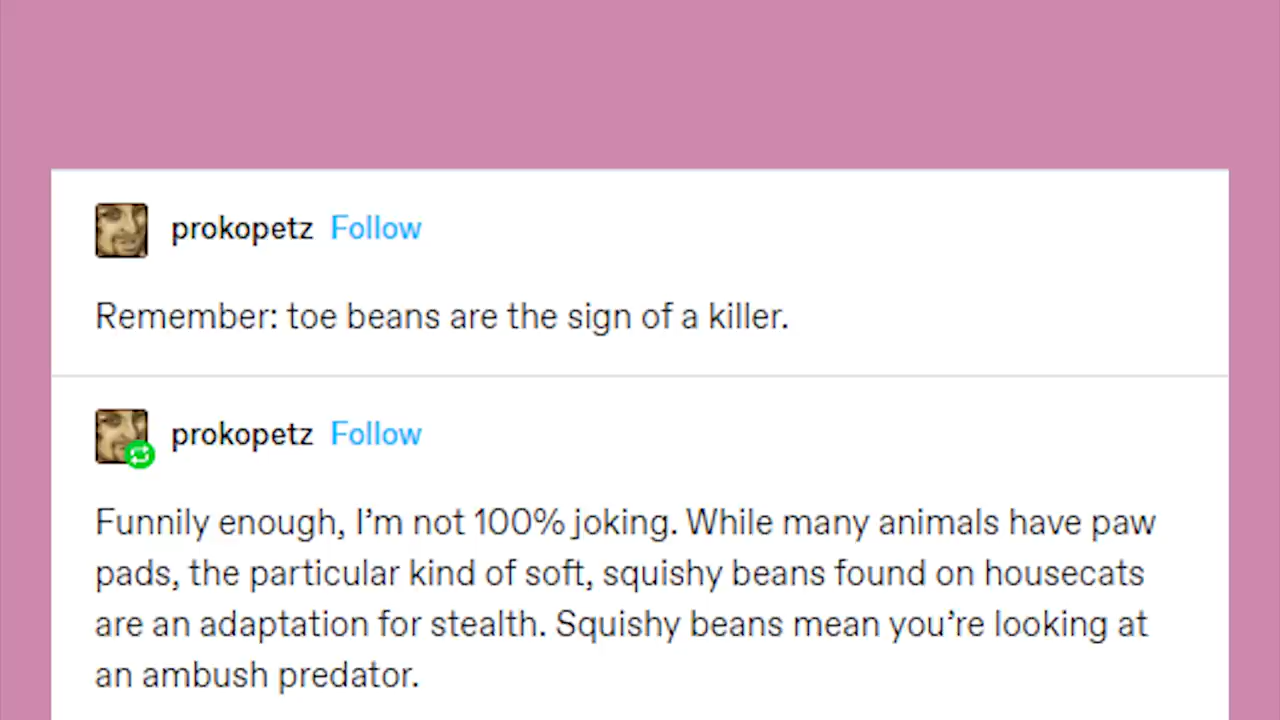 prokopetz Follow
Remember: toe beans are the sign of a killer.
prokopetz Follow
Funnily enough, I’m not 100% joking. While many animals have paw
pads, the particular kind of soft, squishy beans found on housecats
are an adaptation for stealth. Squishy beans mean you’re looking at
an ambush predator.